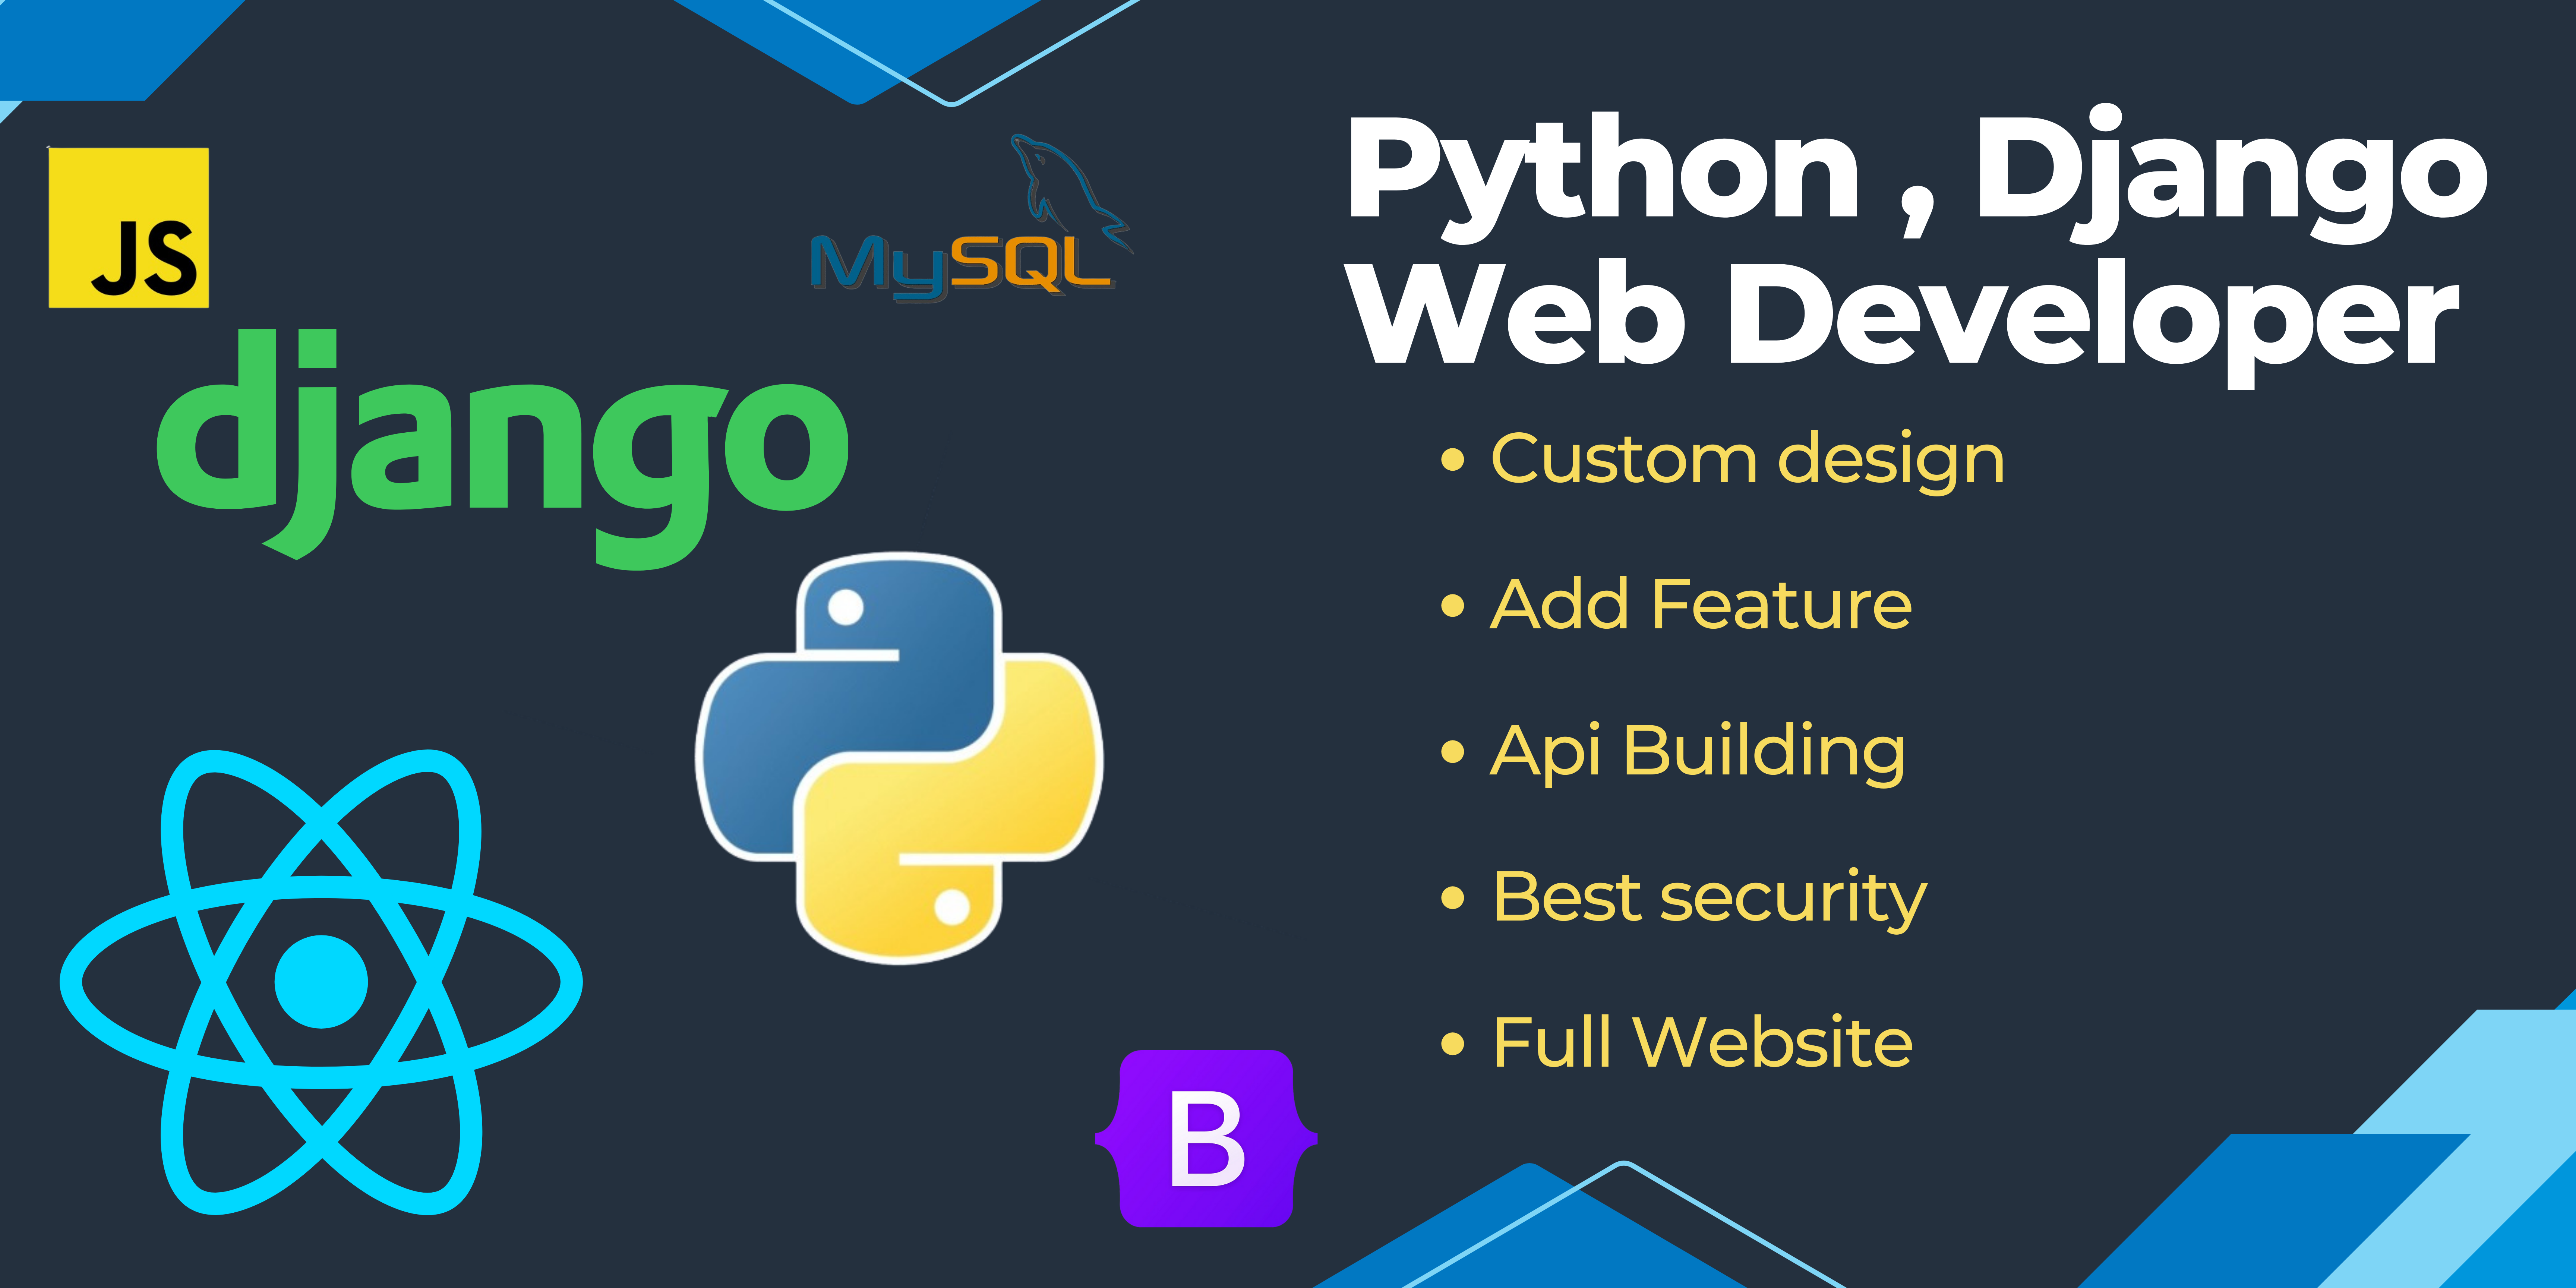 JS
MySQL
django
B
Python , Django
Web Developer
• Custom design
• Add Feature
• Api Building
• Best security
• Full Website